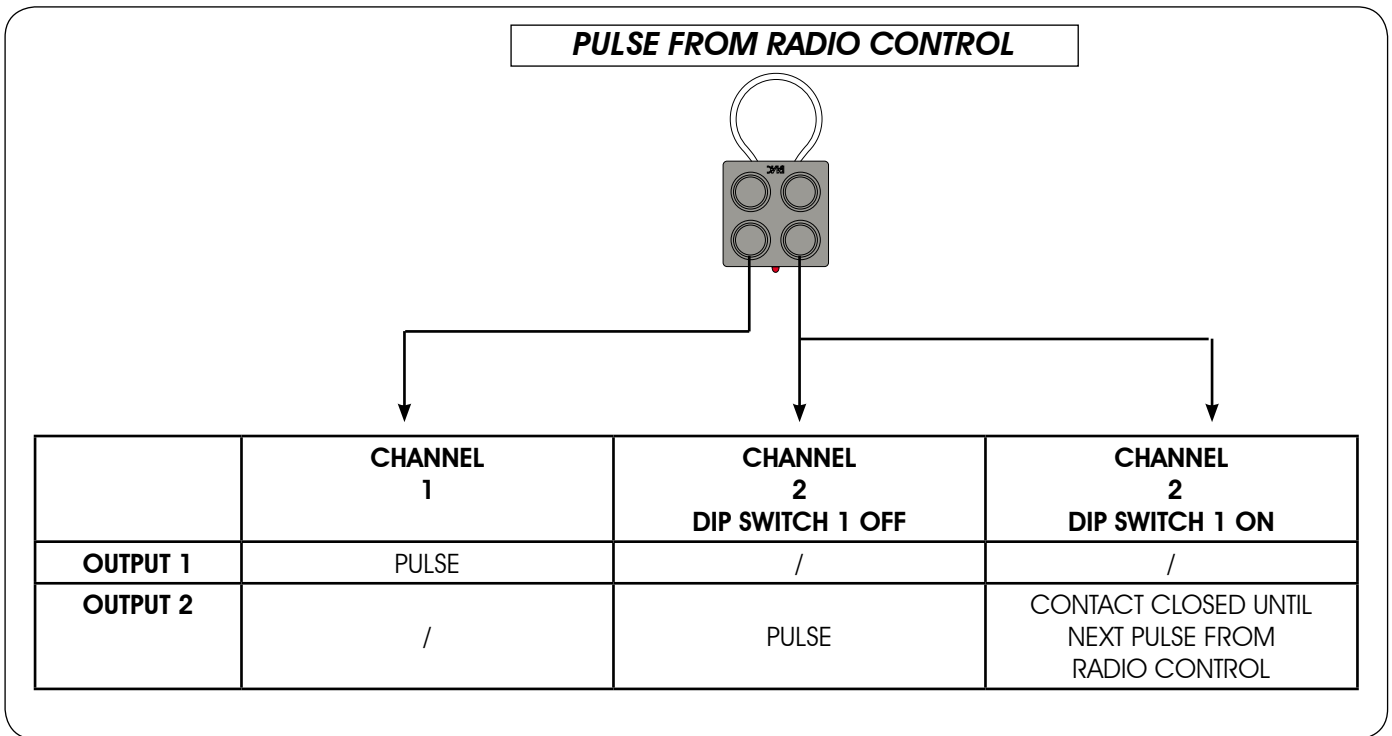 PULSE FROM RADIO CONTROL
FAAC
CHANNEL
1
CHANNEL
2
DIP SWITCH 1 OFF
CHANNEL
2
DIP SWITCH 1 ON
OUTPUT 1
PULSE
/
/
OUTPUT 2
/
PULSE
CONTACT CLOSED UNTIL
NEXT PULSE FROM
RADIO CONTROL